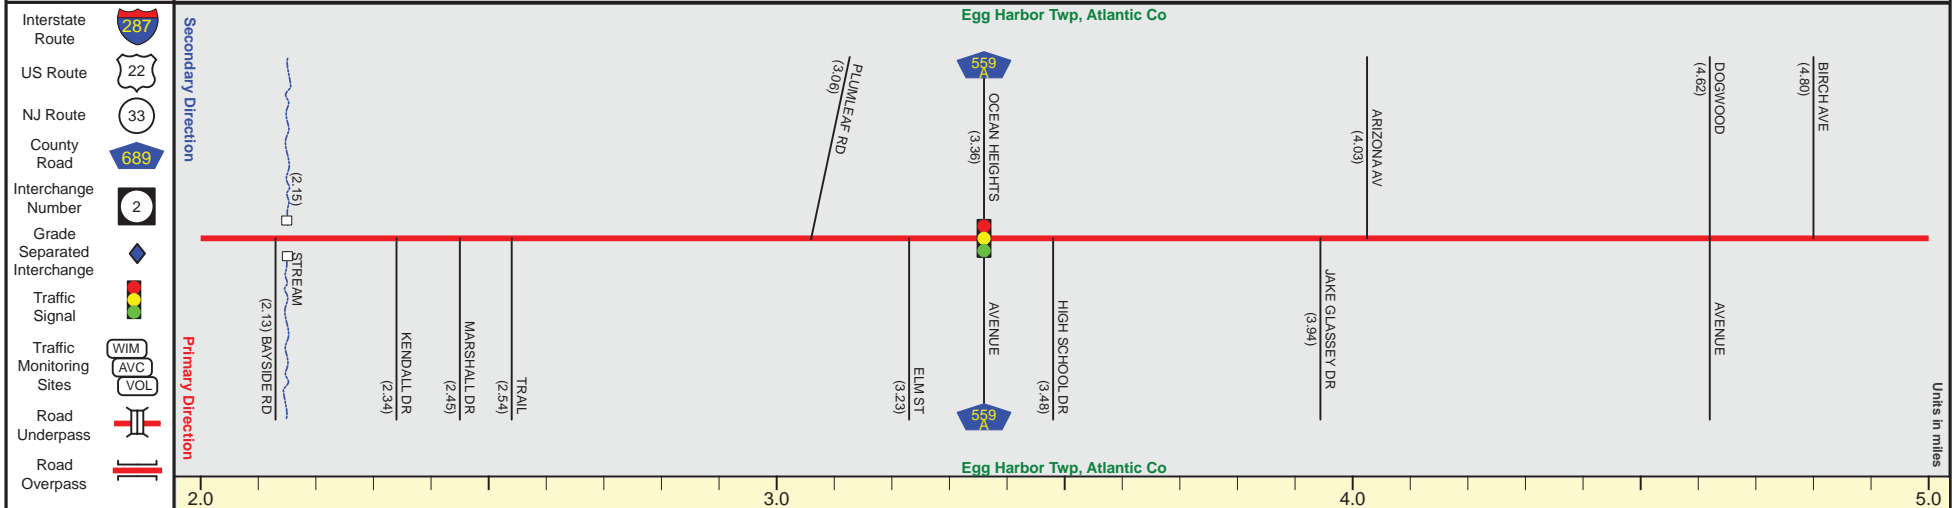 Interstate
Route
287
US Route
22
NJ Route
33
County
Road
689
Interchange
Number
2
Grade
Separated
Interchange
Traffic
Signal
Traffic
Monitoring
Sites
WIM
AVC
VOL
Road
Underpass
Road
Overpass
Secondary Direction
Primary Direction
Egg Harbor Twp, Atlantic Co
(2.15)
STREAM
(2.13) BAYSIDE RD
KENDALL DR
(2.34)
MARSHALL DR
(2.45)
TRAIL
(2.54)
PLUMLEAF RD
(3.06)
ELM ST
(3.23)
559
A
OCEAN HEIGHTS
(3.36)
AVENUE
559
A
HIGH SCHOOL DR
(3.48)
JAKE GLASSEY DR
(3.94)
ARIZONA AV
(4.03)
DOGWOOD
(4.62)
AVENUE
BIRCH AVE
(4.80)
Egg Harbor Twp, Atlantic Co
Units in miles
2.0
3.0
4.0
5.0